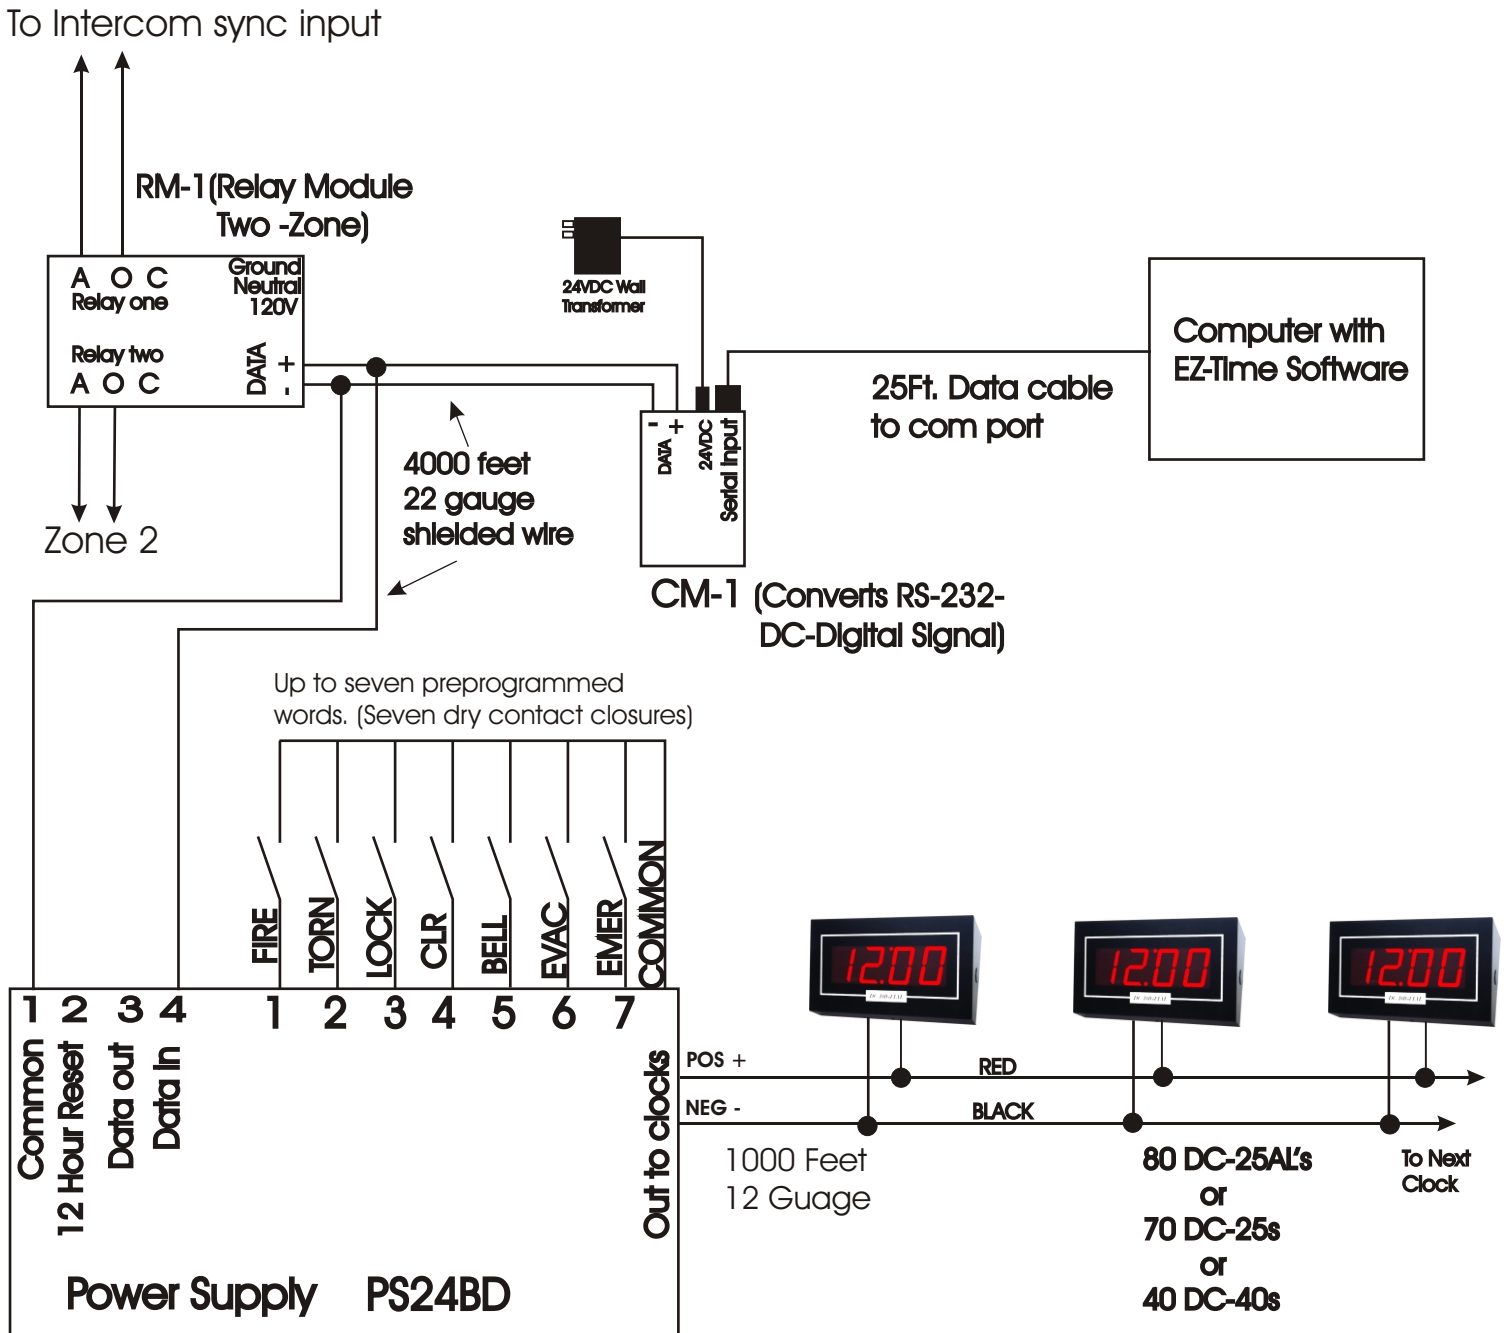 To Intercom sync input
RM-1(Relay Module
Two -Zone)
A O C
Relay one
Ground
Neutral
120V
Relay two
A O C
DATA
+
-
Zone 2
24VDC Wall
Transformer
-
+
DATA
24VDC
Serial Input
25Ft. Data cable
to com port
Computer with
EZ-Time Software
4000 feet
22 gauge
shielded wire
CM-1 (Converts RS-232-
DC-Digital Signal)
Up to seven preprogrammed
words. (Seven dry contact closures)
FIRE
TORN
LOCK
CLR
BELL
EVAC
EMER
COMMON
1 2 3 4
1 2 3 4 5 6 7
Common
12 Hour Reset
Data out
Data In
Out to clocks
Power Supply PS24BD
POS +
NEG -
RED
BLACK
12:00
12:00
12:00
1000 Feet
12 Guage
80 DC-25AL's
or
70 DC-25s
or
40 DC-40s
To Next
Clock